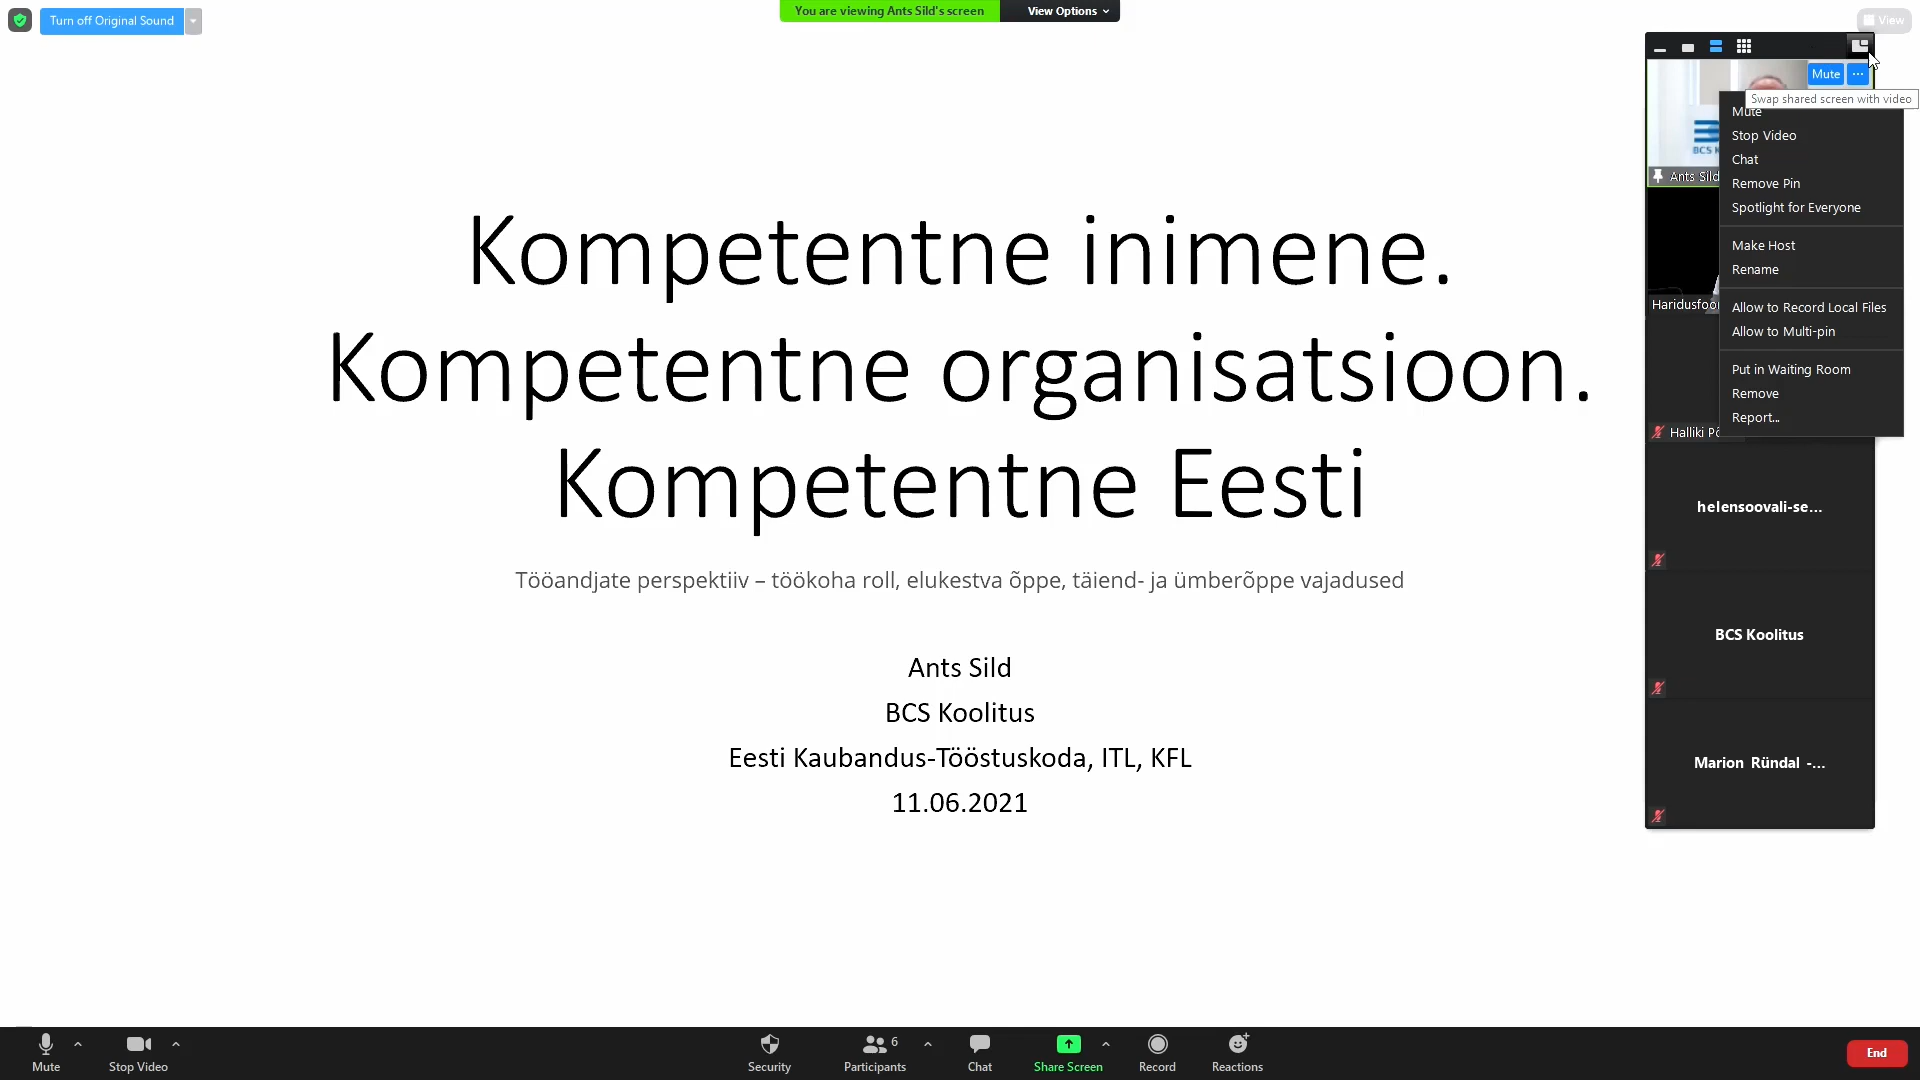 Turn off Original Sound
You are viewing Ants Sild's screen
View Options
View
Mute
Swap shared screen with video
Mute
Stop Video
Chat
Remove Pin
Spotlight for Everyone
Make Host
Rename
Allow to Record Local Files
Allow to Multi-pin
Put in Waiting Room
Remove
Report...
BCS
Ants Sild
Halliki
helensoovali-se...
BCS Koolitus
Marion Ründal -...
Kompetentne inimene.
Kompetentne organisatsioon.
Kompetentne Eesti
Tööandjate perspektiiv – töökoha roll, elukestva õppe, täiend- ja ümberõppe vajadused
Ants Sild
BCS Koolitus
Eesti Kaubandus-Tööstuskoda, ITL, KFL
11.06.2021
Mute
Stop Video
Security
Participants
6
Chat
Share Screen
Record
Reactions
End